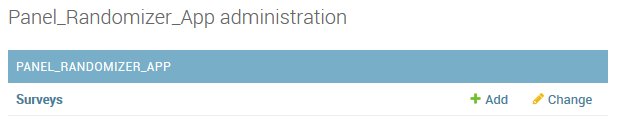 Panel_Randomizer_App administration
PANEL_RANDOMIZER_APP
Surveys Add Change